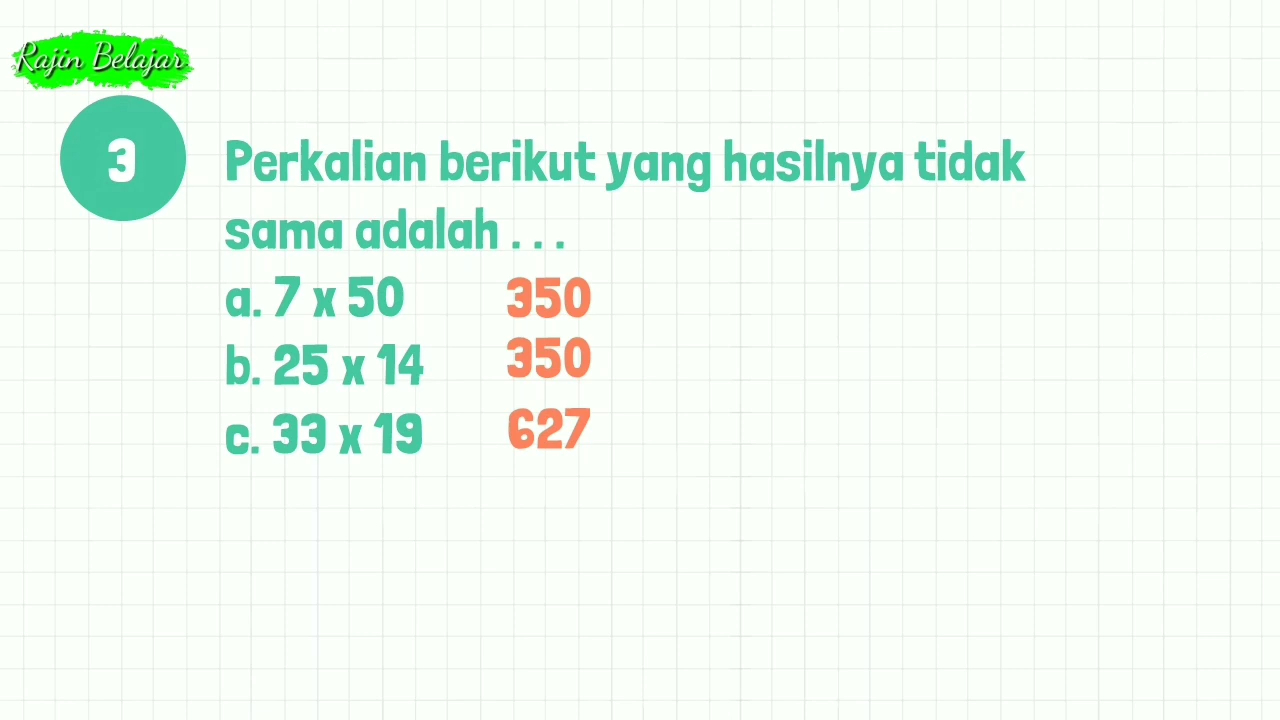 Rajin Belajar
3
Perkalian berikut yang hasilnya tidak
sama adalah . . .
a. 7 x 50 350
b. 25 x 14 350
c. 33 x 19 627